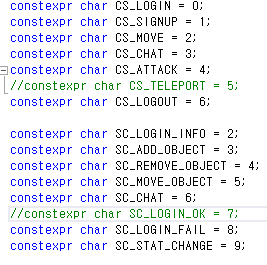 constexpr char CS_LOGIN = 0;
constexpr char CS_SIGNUP = 1;
constexpr char CS_MOVE = 2;
constexpr char CS_CHAT = 3;
constexpr char CS_ATTACK = 4;
//constexpr char CS_TELEPORT = 5;
constexpr char CS_LOGOUT = 6;
constexpr char SC_LOGIN_INFO = 2;
constexpr char SC_ADD_OBJECT = 3;
constexpr char SC_REMOVE_OBJECT = 4;
constexpr char SC_MOVE_OBJECT = 5;
constexpr char SC_CHAT = 6;
//constexpr char SC_LOGIN_OK = 7;
constexpr char SC_LOGIN_FAIL = 8;
constexpr char SC_STAT_CHANGE = 9;